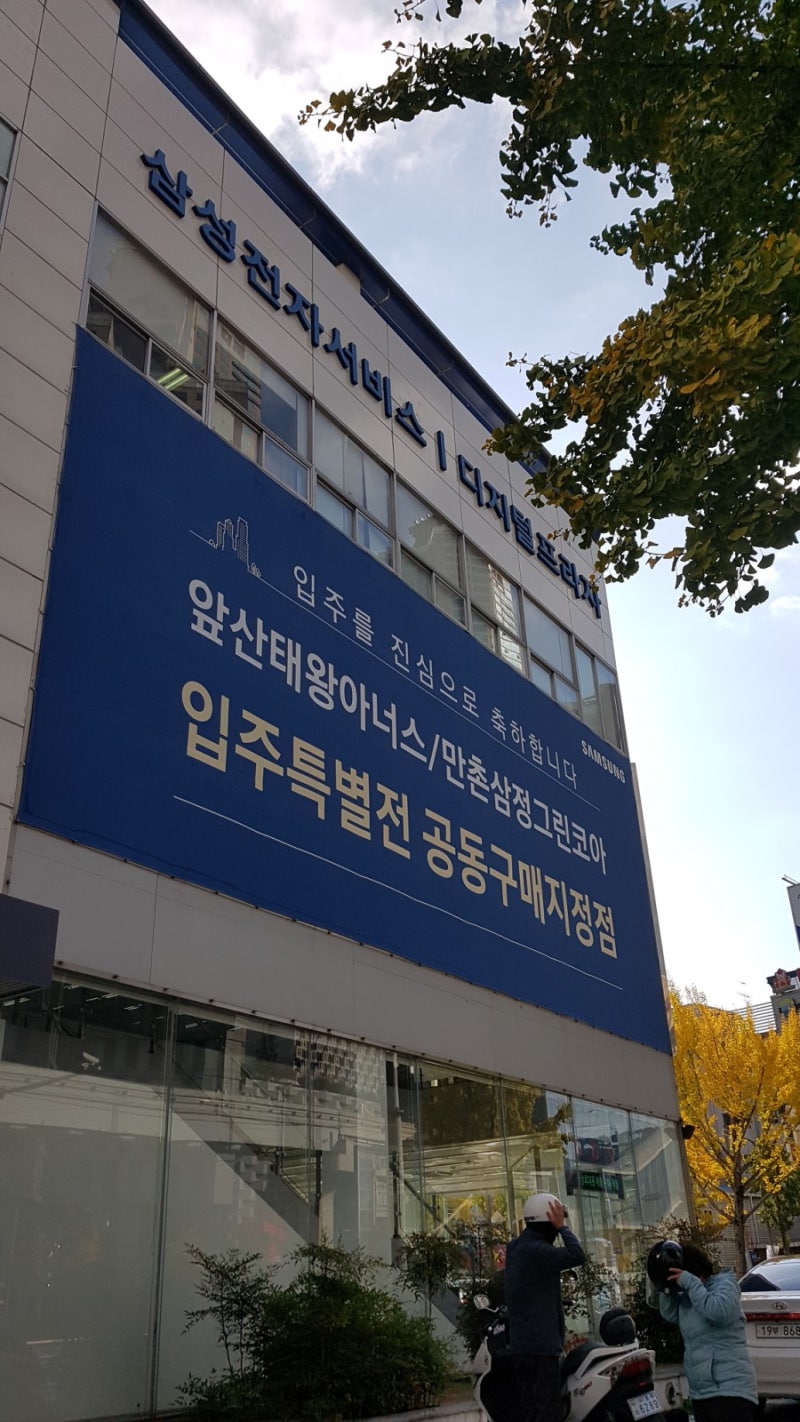 삼성전자서비스 | 디지털프라자
입주를 진심으로 축하합니다
SAMSUNG
앞산태왕아너스/만촌삼정그린코아
입주특별전 공동구매지정점
6289